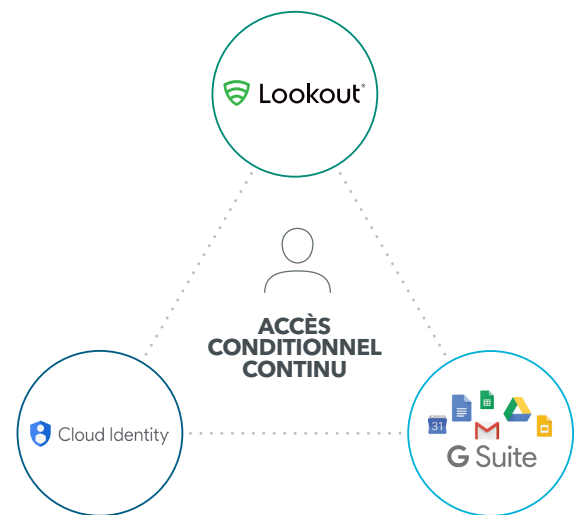 Lookout®
ACCÈS
CONDITIONNEL
CONTINU
Cloud Identity
31
G Suite